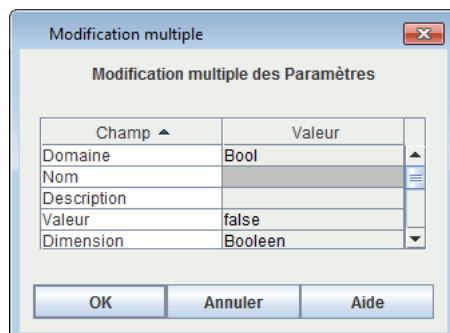 Modification multiple
Modification multiple des Paramètres
Champ Valeur
Domaine Bool
Nom
Description
Valeur false
Dimension Booleen
OK Annuler Aide